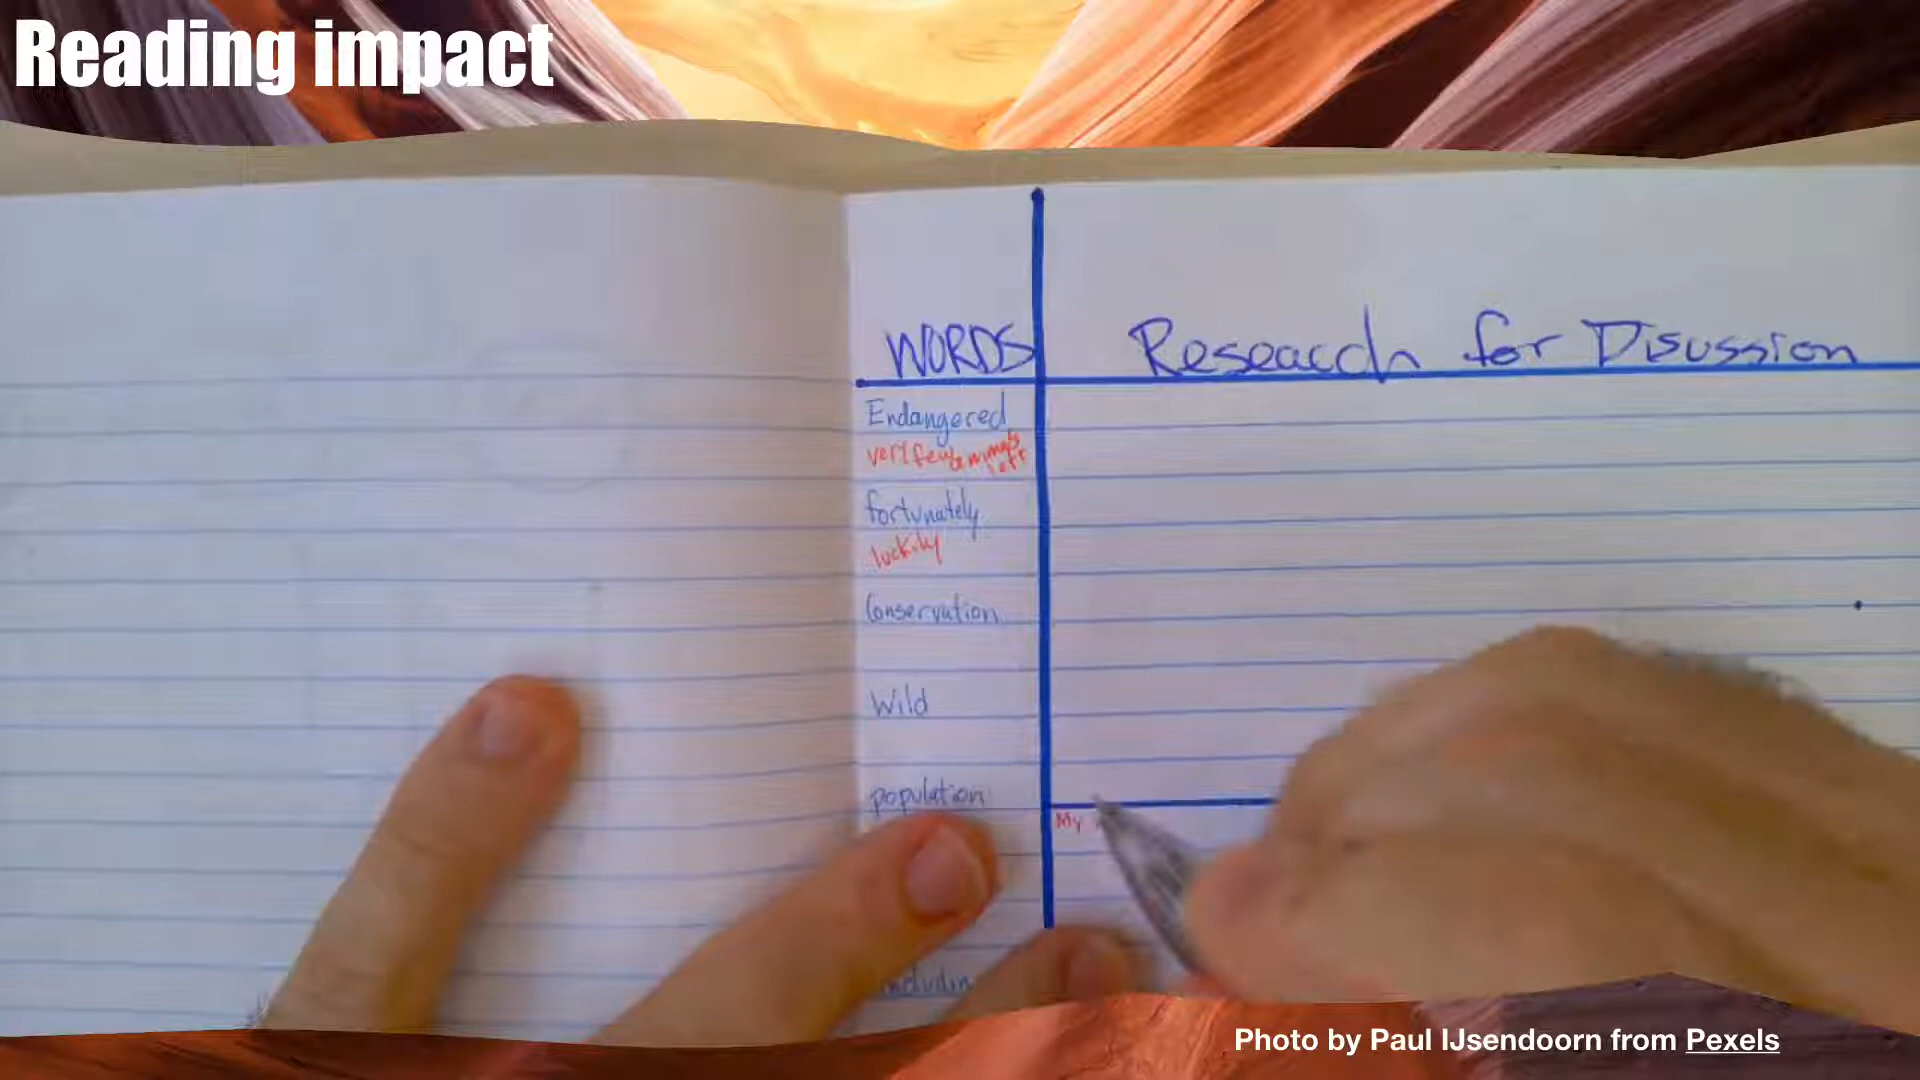 Reading impact
WORDS
Research for Disussion
Endangered
very few animals left
fortunately
luckily
Conservation
Wild
population
My
includin
Photo by Paul IJsendoorn from Pexels